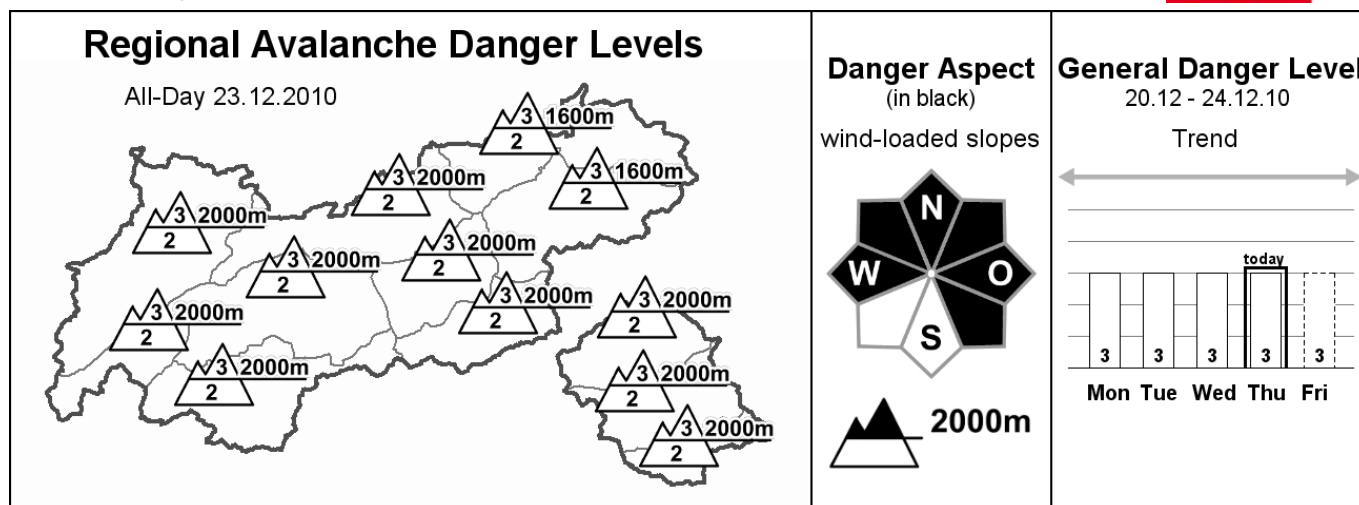 Regional Avalanche Danger Levels
All-Day 23.12.2010
3 1600m
2
3 1600m
2
3 2000m
2
3 2000m
2
3 2000m
2
3 2000m
2
3 2000m
2
3 2000m
2
3 2000m
2
3 2000m
2
3 2000m
2
3 2000m
2
Danger Aspect
(in black)
wind-loaded slopes
N
W O
S
2000m
General Danger Level
20.12 - 24.12.10
Trend
today
3 3 3 3 3
Mon Tue Wed Thu Fri